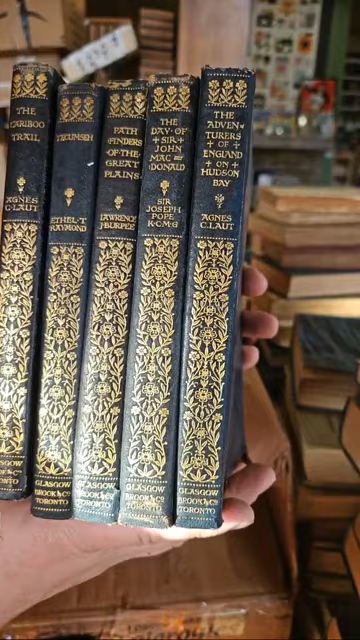 THE
CARIBOO
TRAIL
AGNES
C. LAUT
GLASGOW
BROOK & CO
TORONTO
TECUMSEH
ETHEL·T
RAYMOND
GLASGOW
BROOK & CO
TORONTO
PATH
FINDERS
OF·THE
GREAT
PLAINS
LAWRENCE
J·BURPEE
GLASGOW
BROOK & CO
TORONTO
THE
DAY·OF
SIR
JOHN
MAC=
DONALD
SIR
JOSEPH
POPE
K·C·M·G
GLASGOW
BROOK & CO
TORONTO
THE
ADVEN
TURERS
OF
ENGLAND
ON
HUDSON
BAY
AGNES
C. LAUT
GLASGOW
BROOK & CO
TORONTO